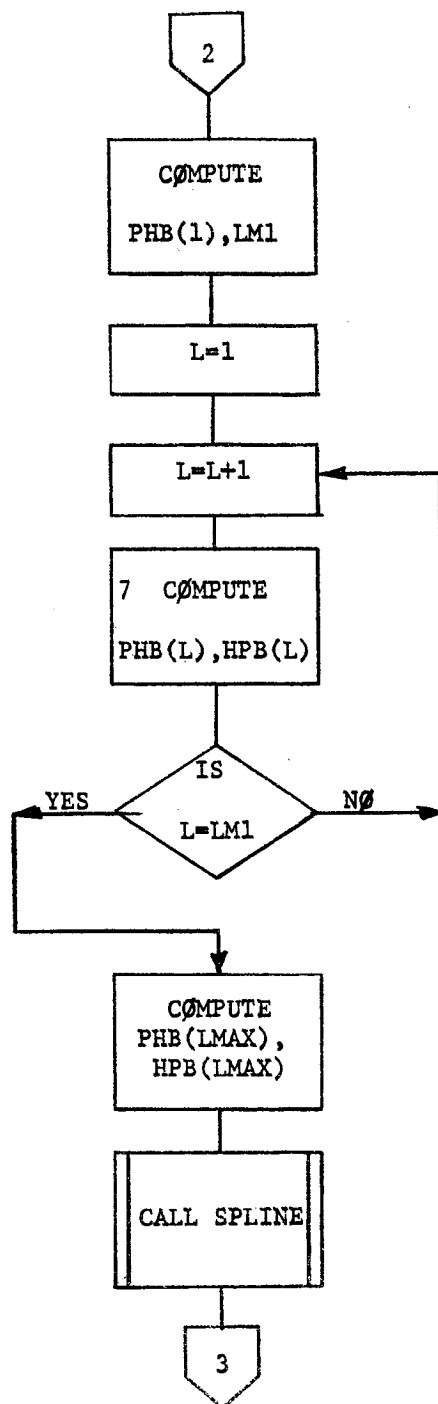 2
CØMPUTE
PHB(1),LM1
L=1
L=L+1
7 CØMPUTE
PHB(L),HPB(L)
IS
L=LM1
YES
NØ
CØMPUTE
PHB(LMAX),
HPB(LMAX)
CALL SPLINE
3